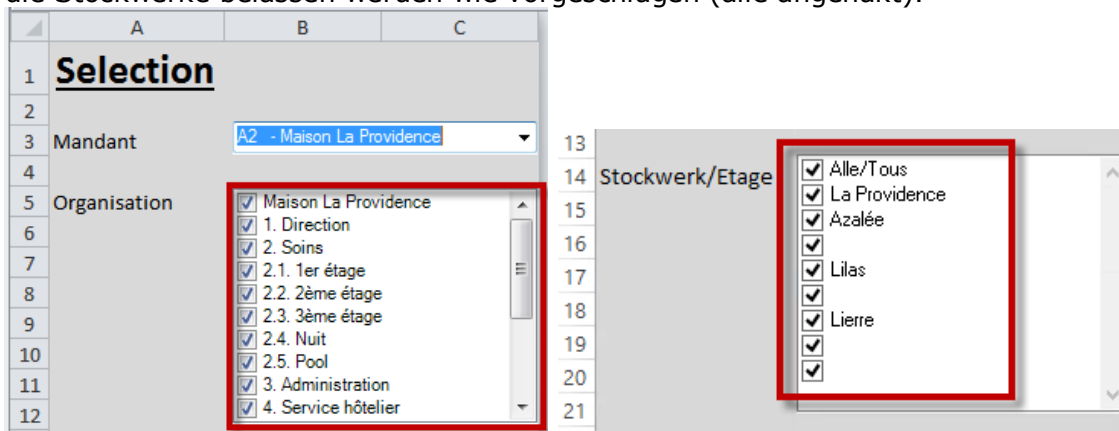 die Stockwerke belassen werden wie vorgeschlagen (alle angehakt).
A B C
1 Selection
2
3 Mandant A2 - Maison La Providence
4
5 Organisation Maison La Providence
6 1. Direction
2. Soins
7 2.1. 1er étage
8 2.2. 2ème étage
9 2.3. 3ème étage
2.4. Nuit
10 2.5. Pool
11 3. Administration
12 4. Service hôtelier
13
14 Stockwerk/Etage Alle/Tous
La Providence
15 Azalée
16
17 Lilas
18 Lierre
19
20
21